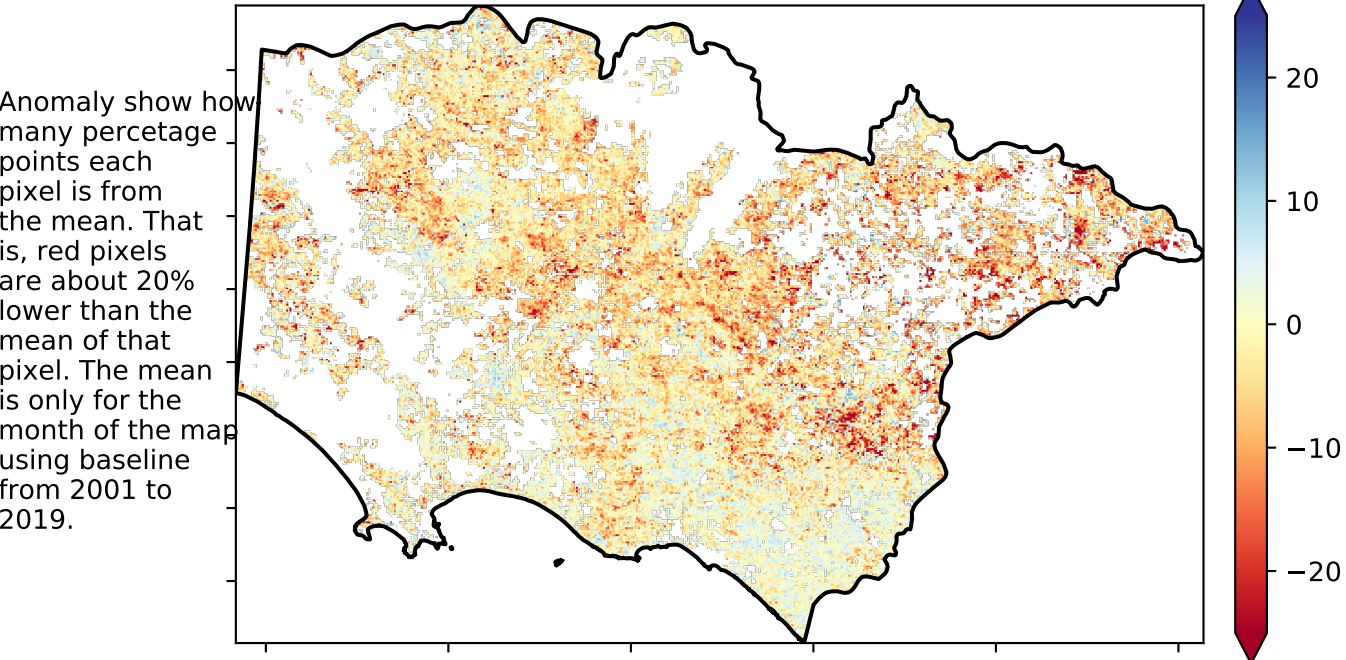 Anomaly show how
many percetage
points each
pixel is from
the mean. That
is, red pixels
are about 20%
lower than the
mean of that
pixel. The mean
is only for the
month of the map
using baseline
from 2001 to
2019.
20
10
0
−10
−20